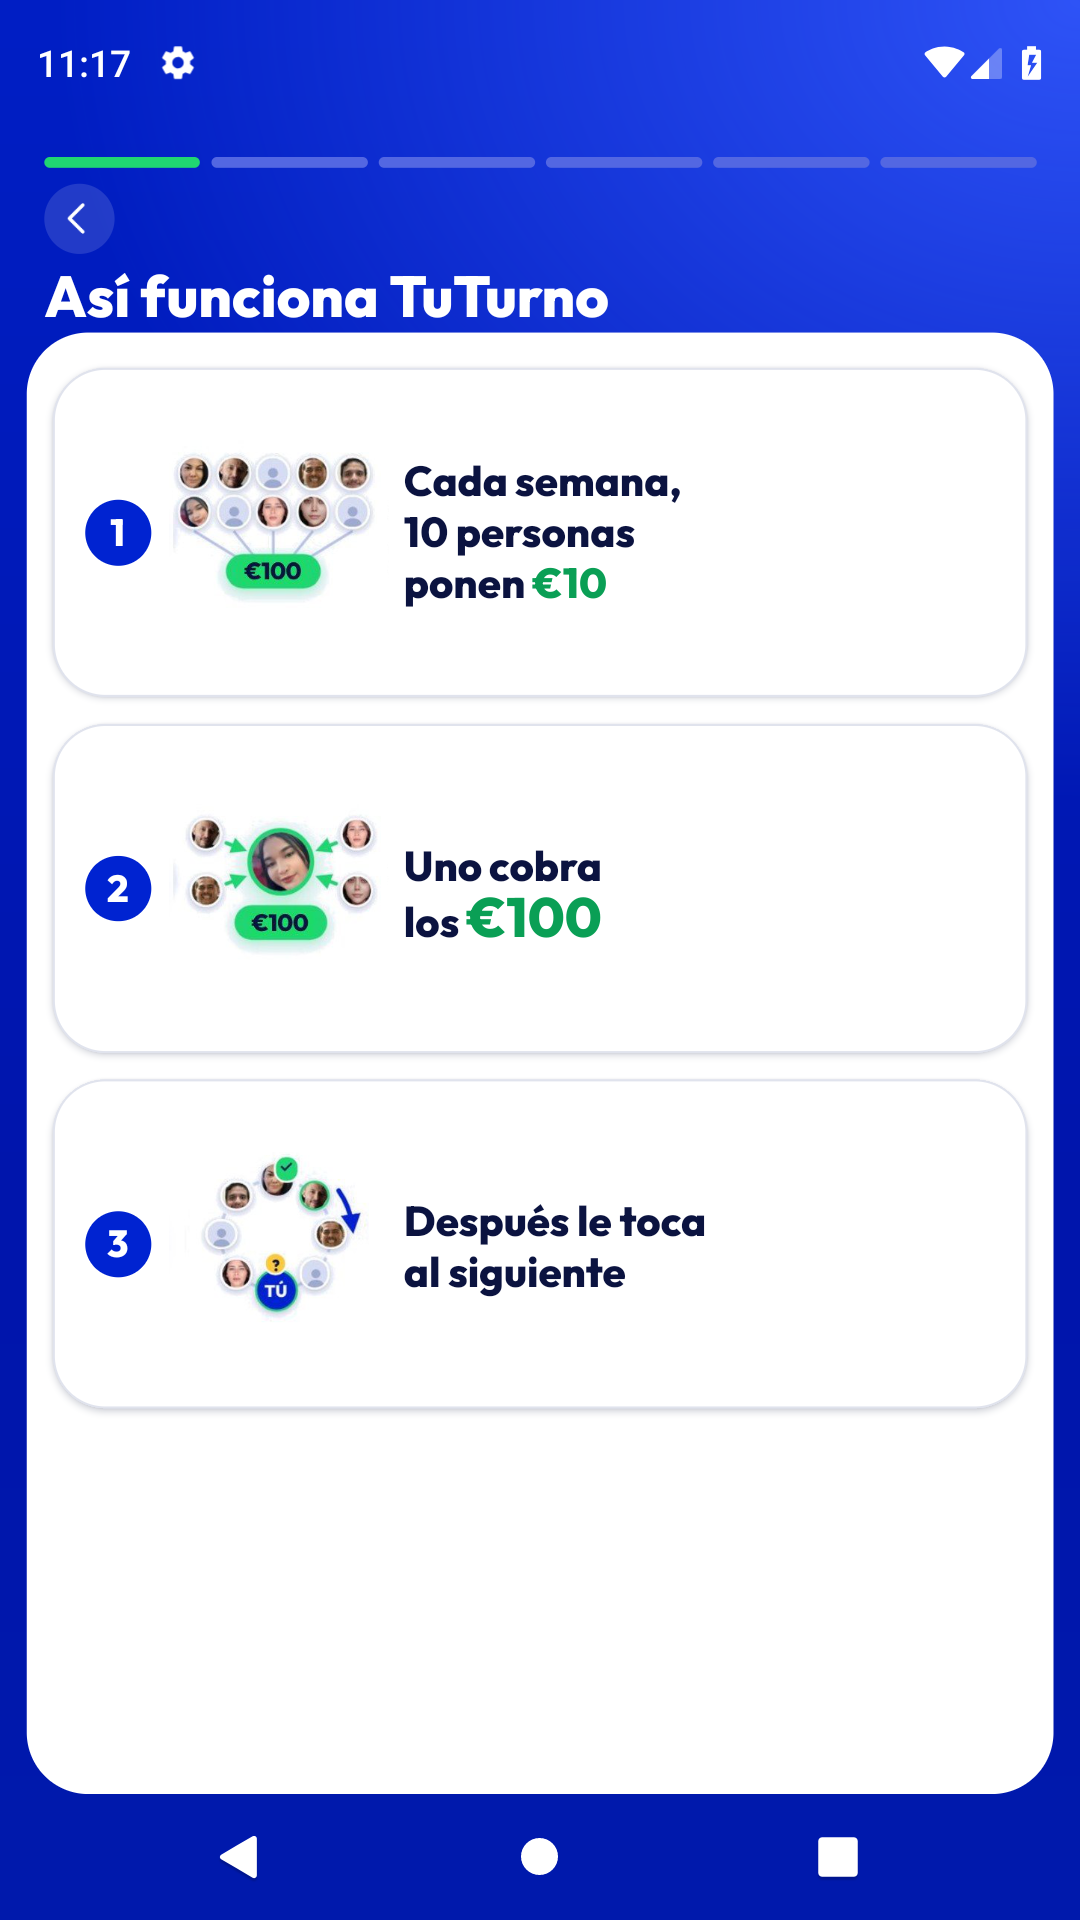 11:17
Así funciona TuTurno
1
€100
Cada semana,
10 personas
ponen €10
2
€100
Uno cobra
los €100
3
?
TÚ
Después le toca
al siguiente